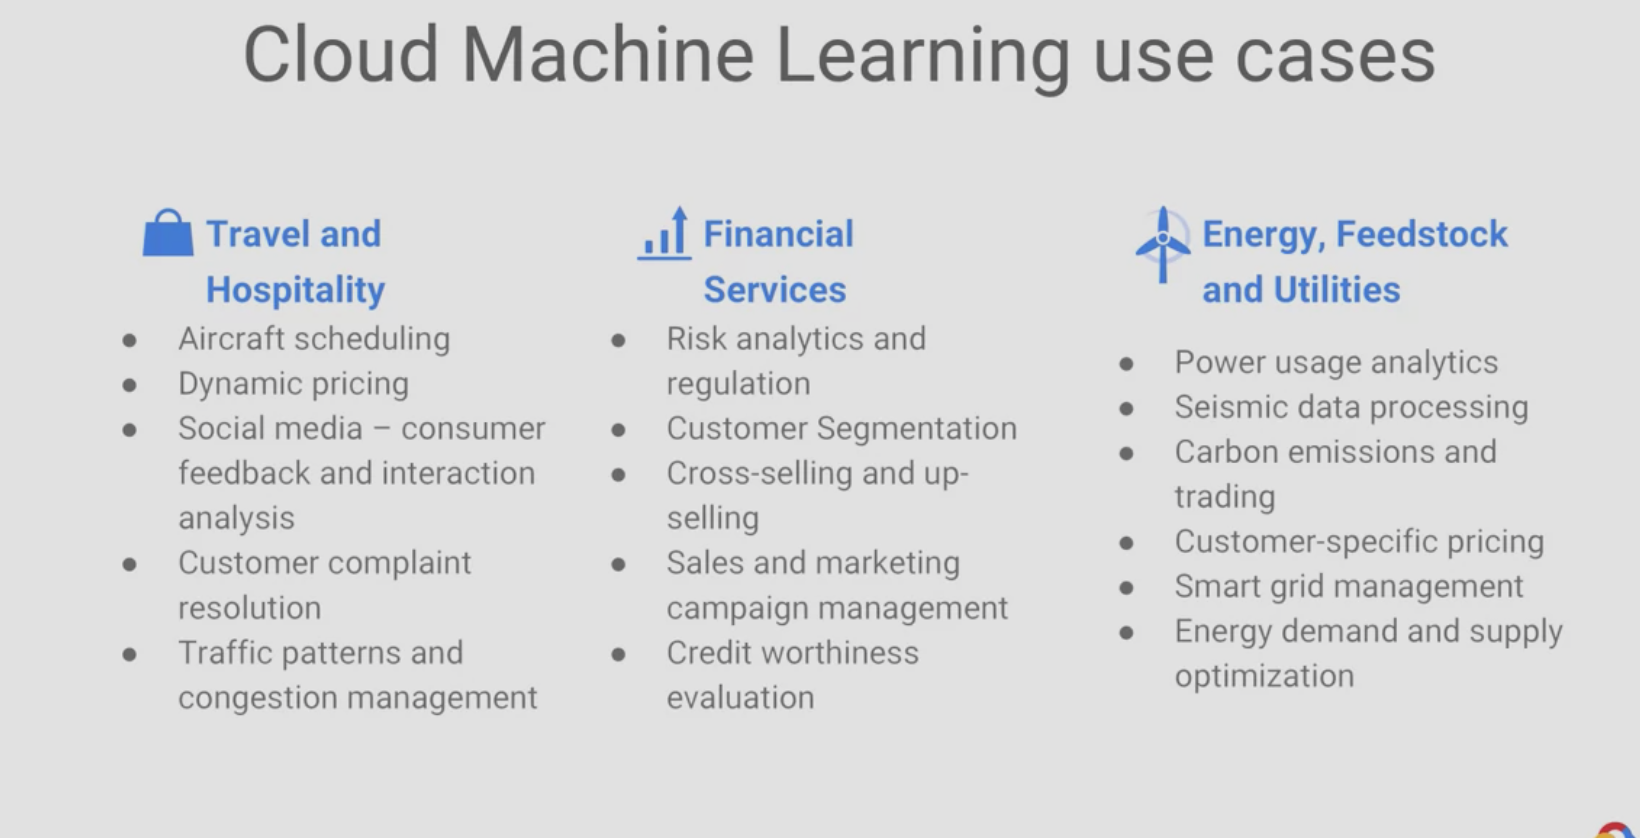 Cloud Machine Learning use cases
Travel and
Hospitality
● Aircraft scheduling
● Dynamic pricing
● Social media – consumer
feedback and interaction
analysis
● Customer complaint
resolution
● Traffic patterns and
congestion management
Financial
Services
● Risk analytics and
regulation
● Customer Segmentation
● Cross-selling and up-
selling
● Sales and marketing
campaign management
● Credit worthiness
evaluation
Energy, Feedstock
and Utilities
● Power usage analytics
● Seismic data processing
● Carbon emissions and
trading
● Customer-specific pricing
● Smart grid management
● Energy demand and supply
optimization